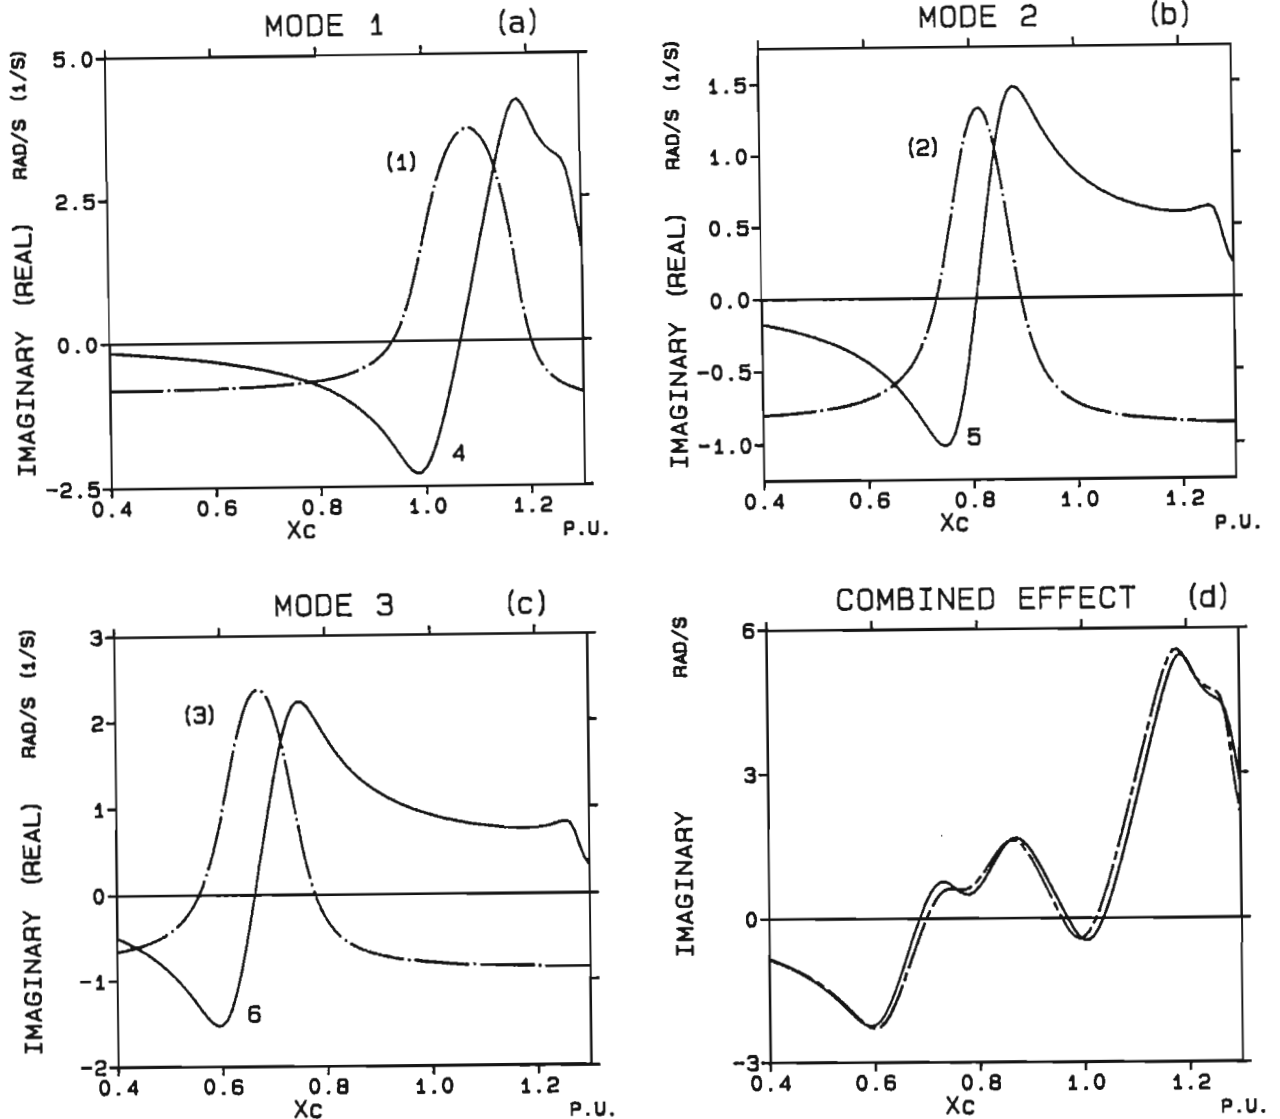 MODE 1 (a)
IMAGINARY (REAL) RAD/S (1/S)
5.0
2.5
0.0
-2.5
(1)
4
0.4 0.6 0.8 1.0 1.2
Xc P.U.
MODE 2 (b)
IMAGINARY (REAL) RAD/S (1/S)
1.5
1.0
0.5
0.0
-0.5
-1.0
(2)
5
0.4 0.6 0.8 1.0 1.2
Xc P.U.
MODE 3 (c)
IMAGINARY (REAL) RAD/S (1/S)
3
2
1
0
-1
-2
(3)
6
0.4 0.6 0.8 1.0 1.2
Xc P.U.
COMBINED EFFECT (d)
IMAGINARY RAD/S
6
3
0
-3
0.4 0.6 0.8 1.0 1.2
Xc P.U.